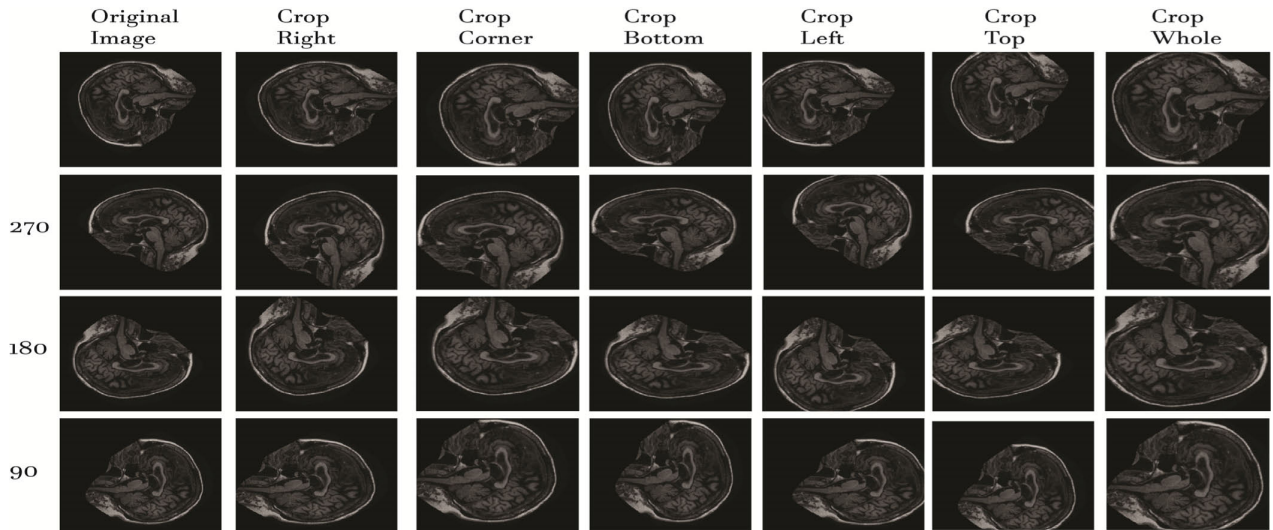 Original Image
Crop Right
Crop Corner
Crop Bottom
Crop Left
Crop Top
Crop Whole
270
180
90